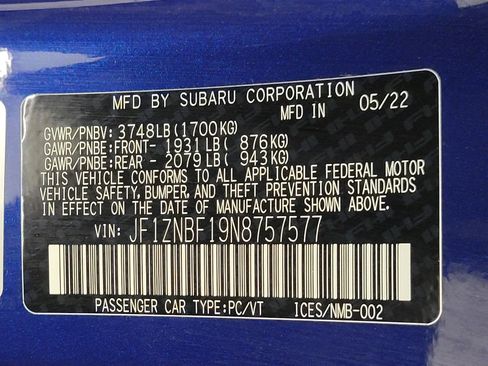 MFD BY SUBARU CORPORATION
MFD IN 05/22
GVWR/PNBV: 3748LB(1700KG)
GAWR/PNBE:FRONT- 1931LB( 876KG)
GAWR/PNBE:REAR - 2079LB( 943KG)
THIS VEHICLE CONFORMS TO ALL APPLICABLE FEDERAL MOTOR
VEHICLE SAFETY, BUMPER, AND THEFT PREVENTION STANDARDS
IN EFFECT ON THE DATE OF MANUFACTURE SHOWN ABOVE.
VIN: JF1ZNBF19N8757577
PASSENGER CAR TYPE:PC/VT ICES/NMB-002